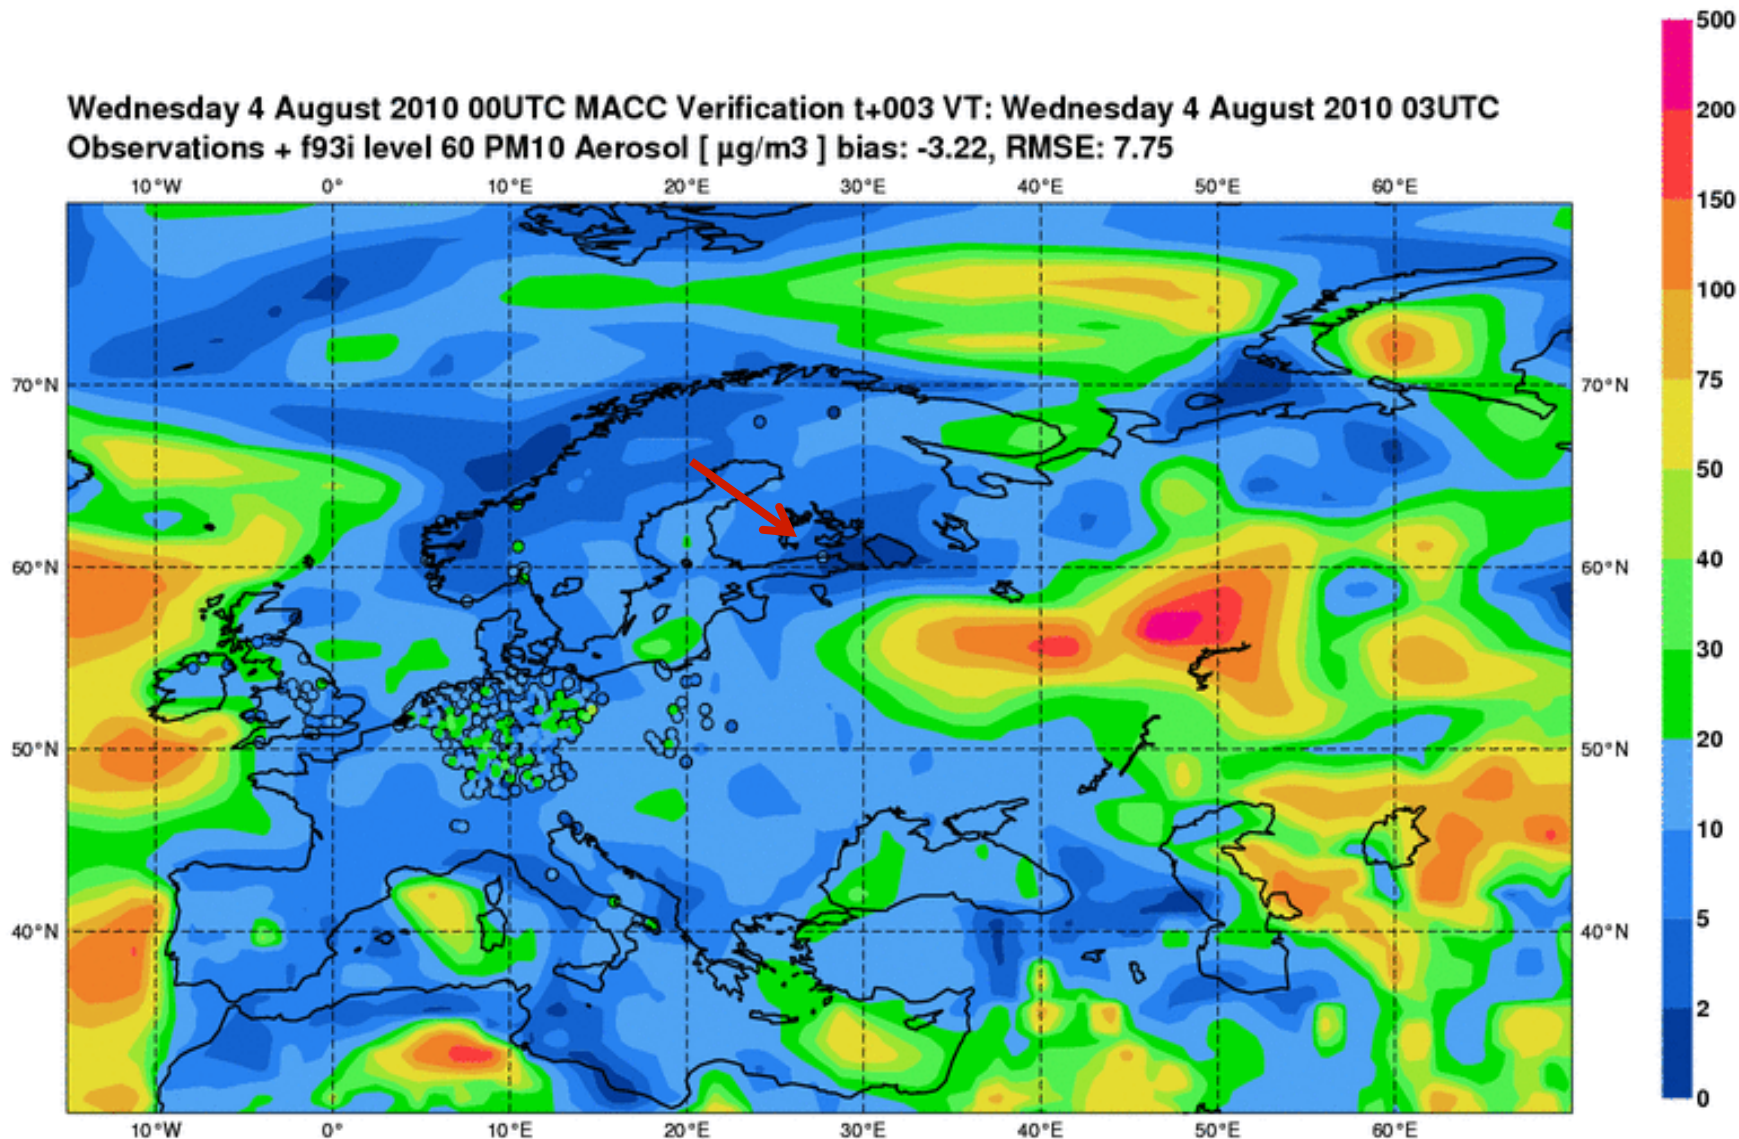 Wednesday 4 August 2010 00UTC MACC Verification t+003 VT: Wednesday 4 August 2010 03UTC
Observations + f93i level 60 PM10 Aerosol [ µg/m3 ] bias: -3.22, RMSE: 7.75
10°W 0° 10°E 20°E 30°E 40°E 50°E 60°E
70°N 70°N
60°N 60°N
50°N 50°N
40°N 40°N
10°W 0° 10°E 20°E 30°E 40°E 50°E 60°E
500
200
150
100
75
50
40
30
20
10
5
2
0